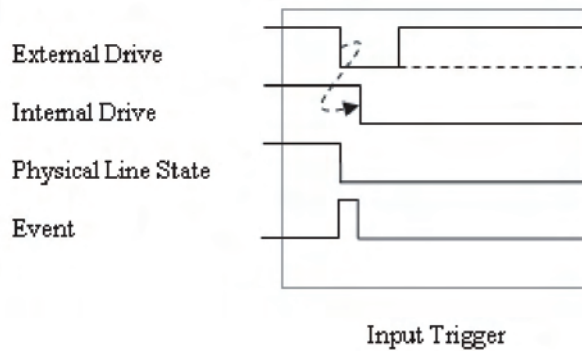 External Drive
Internal Drive
Physical Line State
Event
Input Trigger